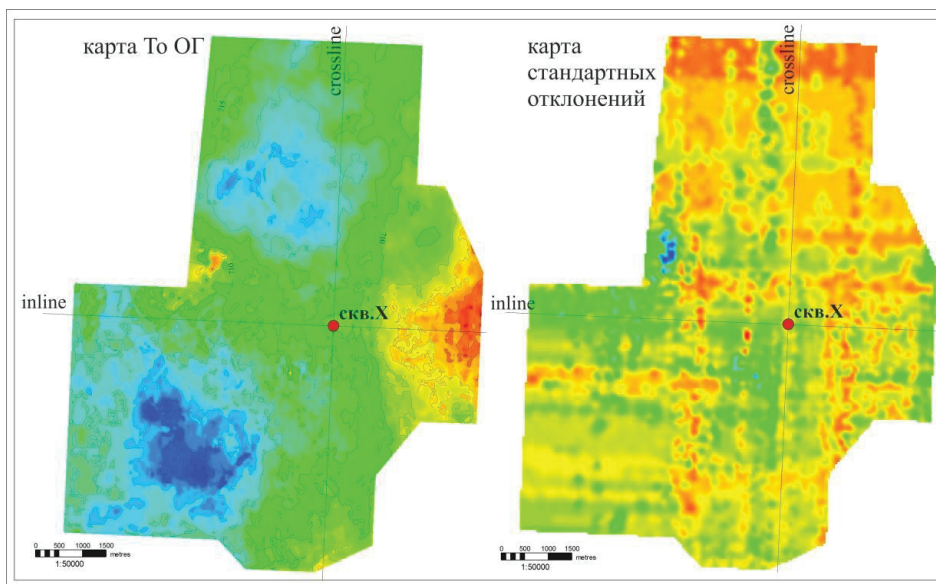 карта То ОГ
crossline
inline
скв.X
700
0 500 1000 1500
metres
1:50000
карта
стандартных
отклонений
crossline
inline
скв.X
0 500 1000 1500
metres
1:50000